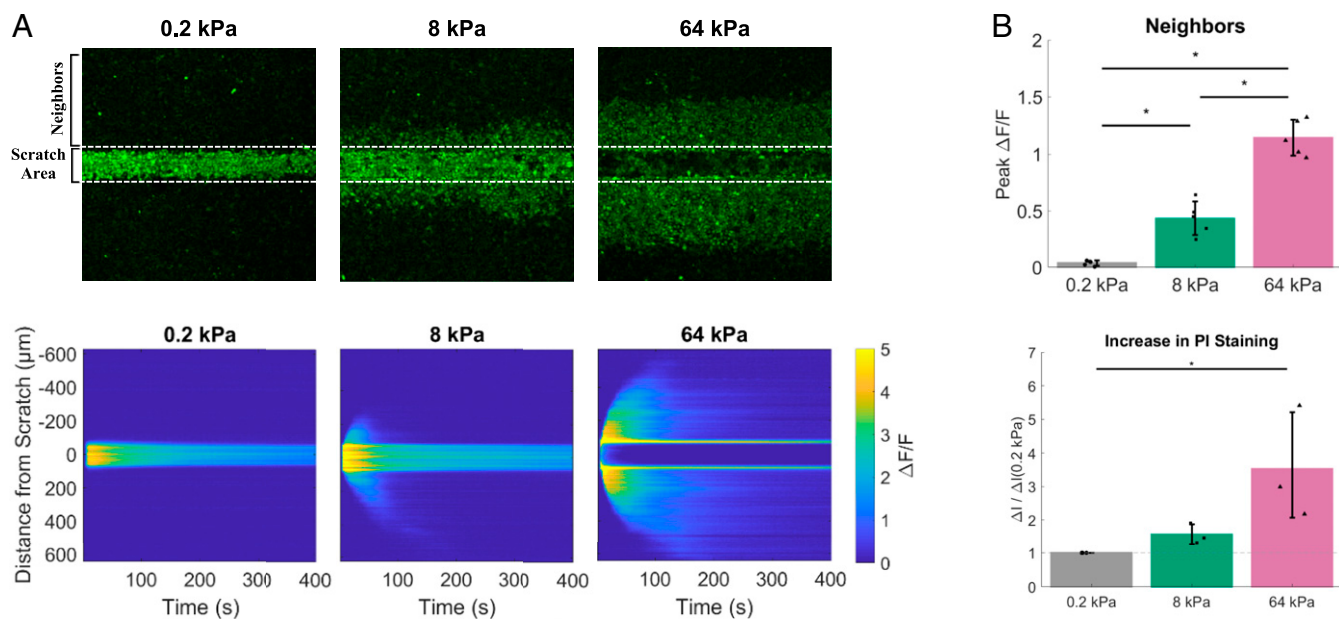 A
0.2 kPa
8 kPa
64 kPa
Neighbors
Scratch
Area
0.2 kPa
8 kPa
64 kPa
Distance from Scratch (μm)
-600
-400
-200
0
200
400
600
100
200
300
400
Time (s)
100
200
300
400
Time (s)
100
200
300
400
Time (s)
5
4
3
2
1
0
ΔF/F
B
Neighbors
Peak ΔF/F
2
1.5
1
0.5
0
*
*
*
0.2 kPa
8 kPa
64 kPa
Increase in PI Staining
ΔI / ΔI(0.2 kPa)
7
6
5
4
3
2
1
0
*
0.2 kPa
8 kPa
64 kPa